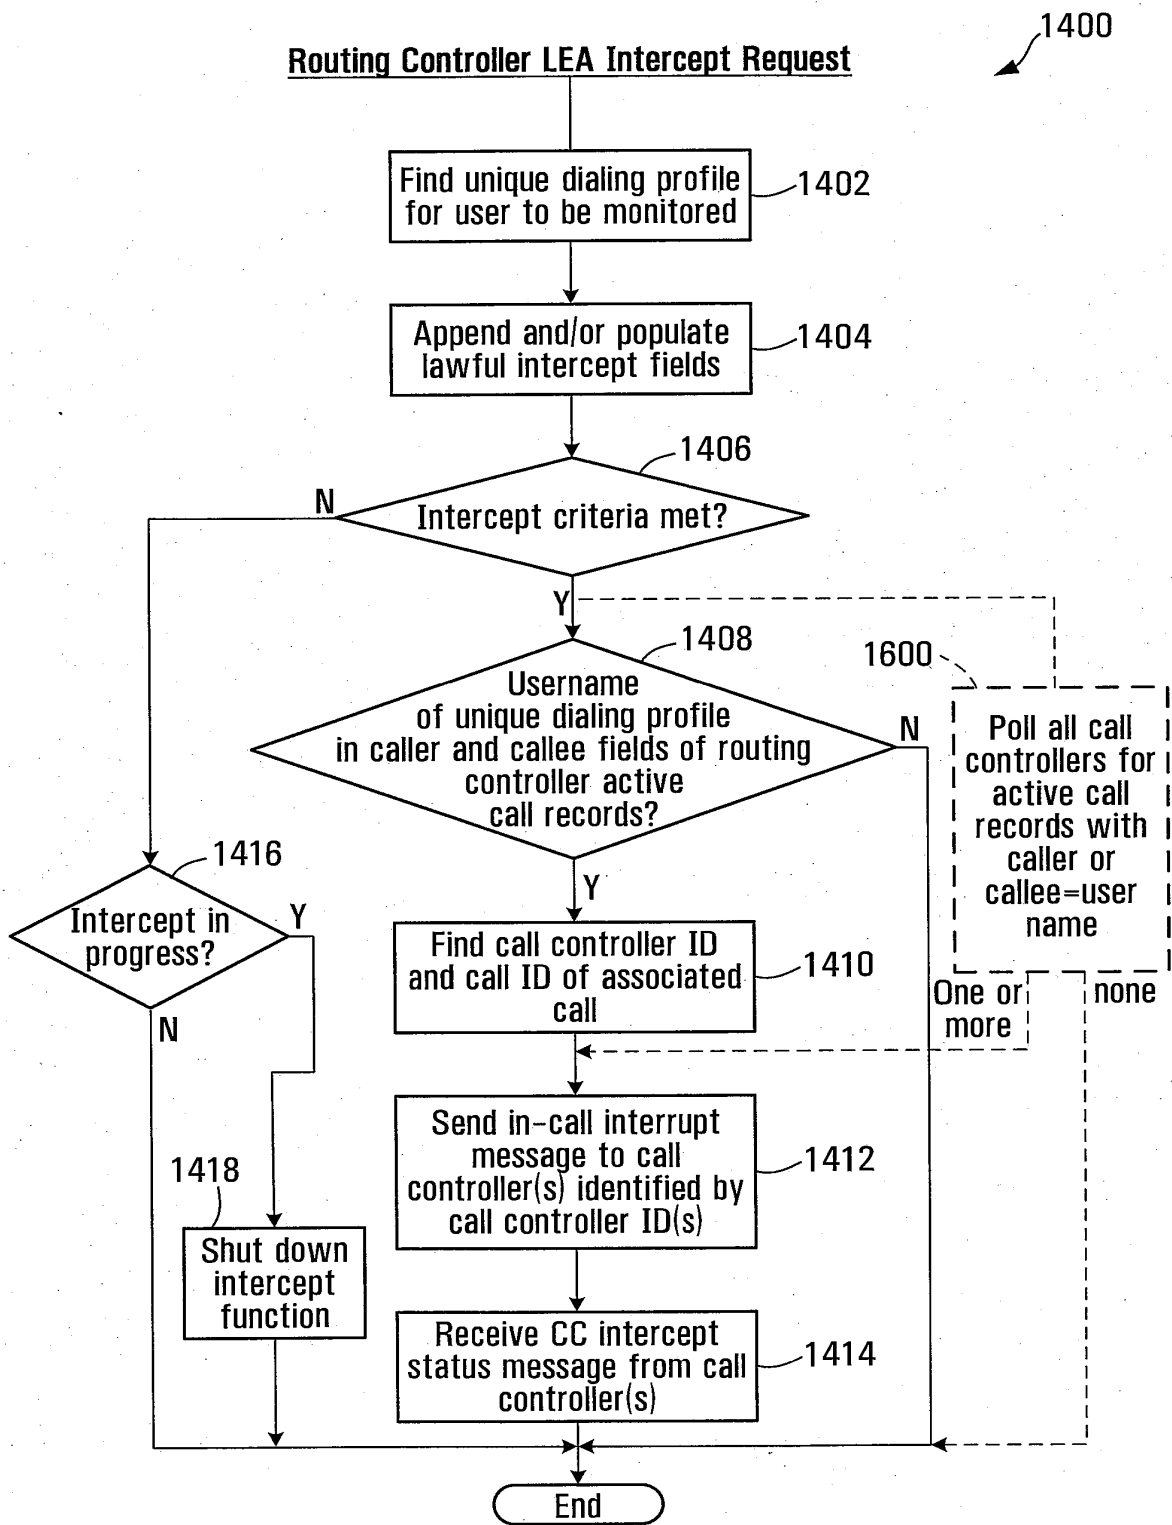 1400
Routing Controller LEA Intercept Request
Find unique dialing profile
for user to be monitored
1402
Append and/or populate
lawful intercept fields
1404
1406
N
Intercept criteria met?
Y
1408
1600
Username
of unique dialing profile
in caller and callee fields of routing
controller active
call records?
N
Poll all call
controllers for
active call
records with
caller or
callee=user
name
1416
Intercept in
progress?
Y
N
Y
Find call controller ID
and call ID of associated
call
1410
One or
more
none
Send in-call interrupt
message to call
controller(s) identified by
call controller ID(s)
1412
1418
Shut down
intercept
function
Receive CC intercept
status message from call
controller(s)
1414
End